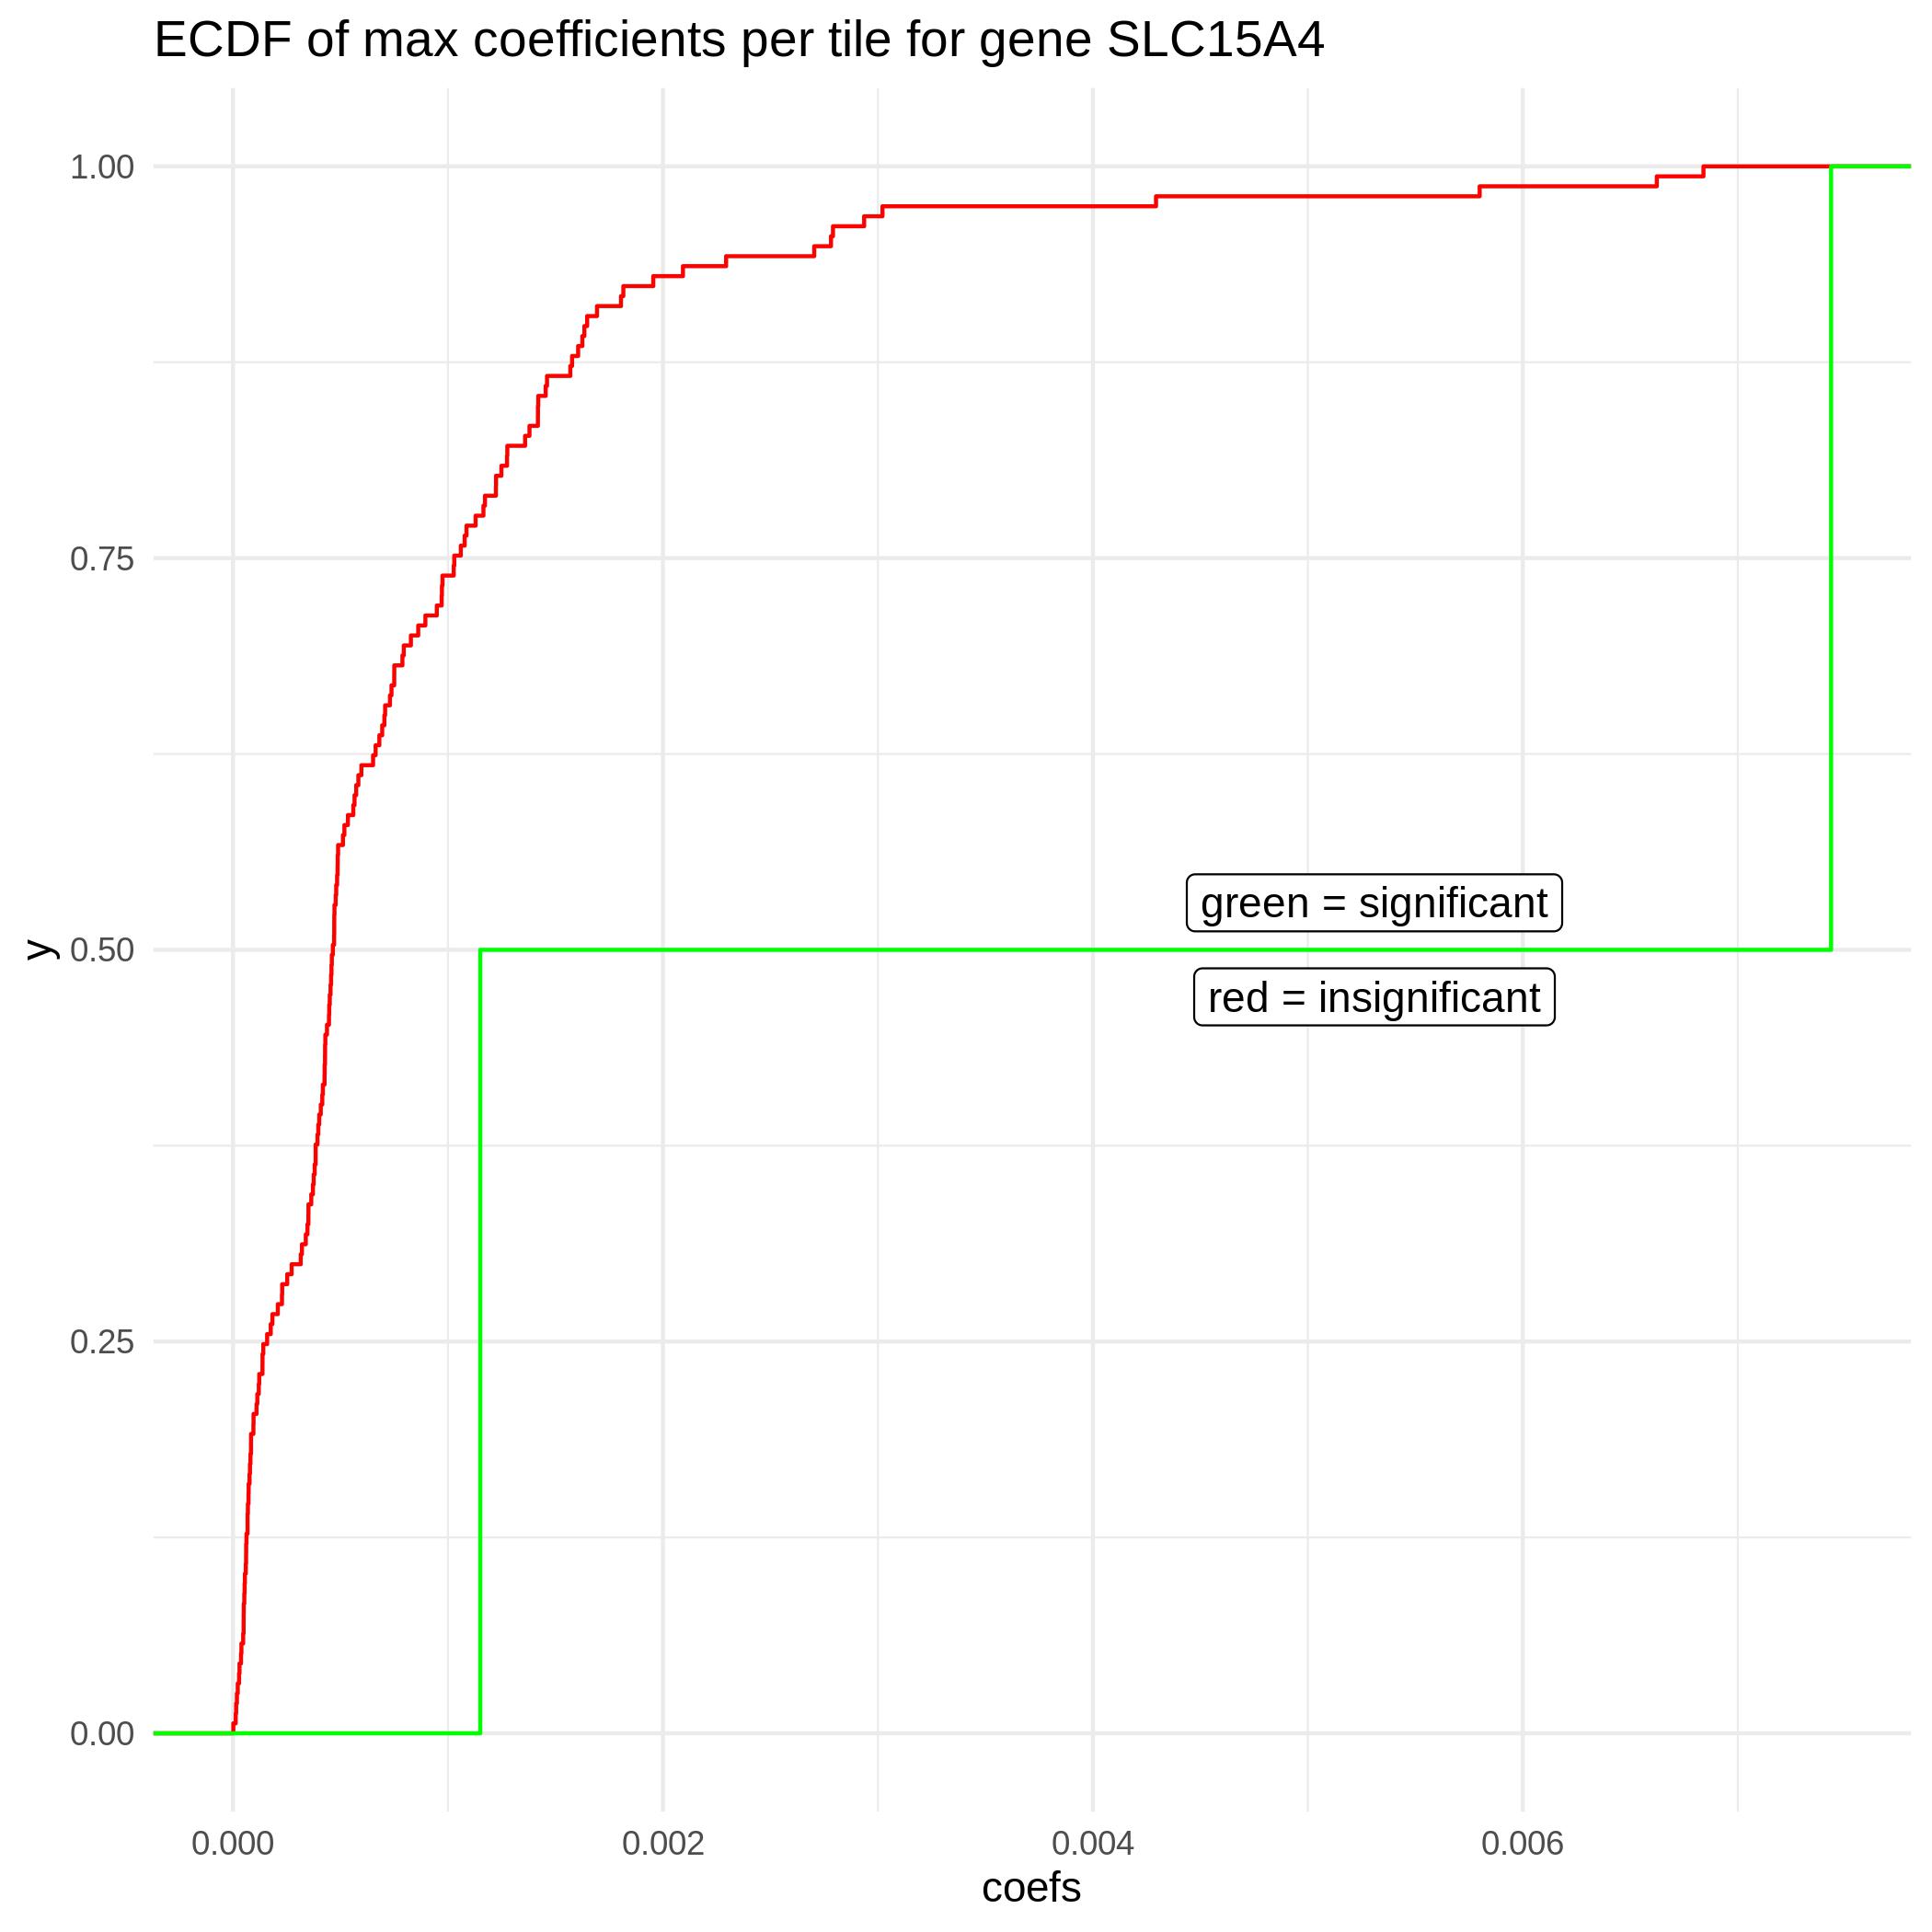 ECDF of max coefficients per tile for gene SLC15A4
1.00
0.75
0.50
0.25
0.00
y
green = significant
red = insignificant
0.000 0.002 0.004 0.006
coefs